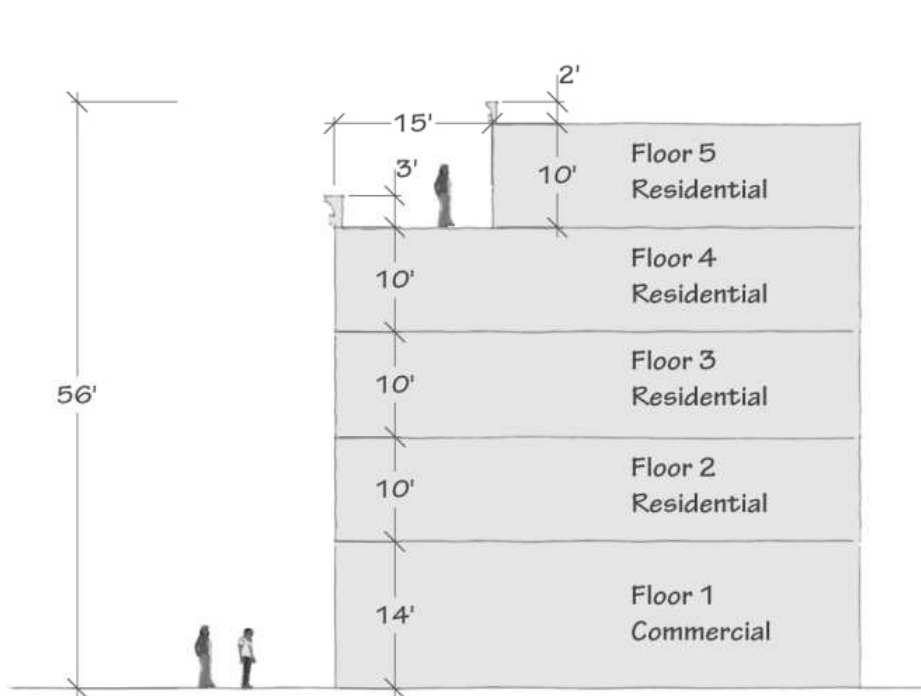 2'
15'
3'
Floor 5
Residential
10'
Floor 4
Residential
10'
Floor 3
Residential
10'
56'
Floor 2
Residential
10'
Floor 1
Commercial
14'